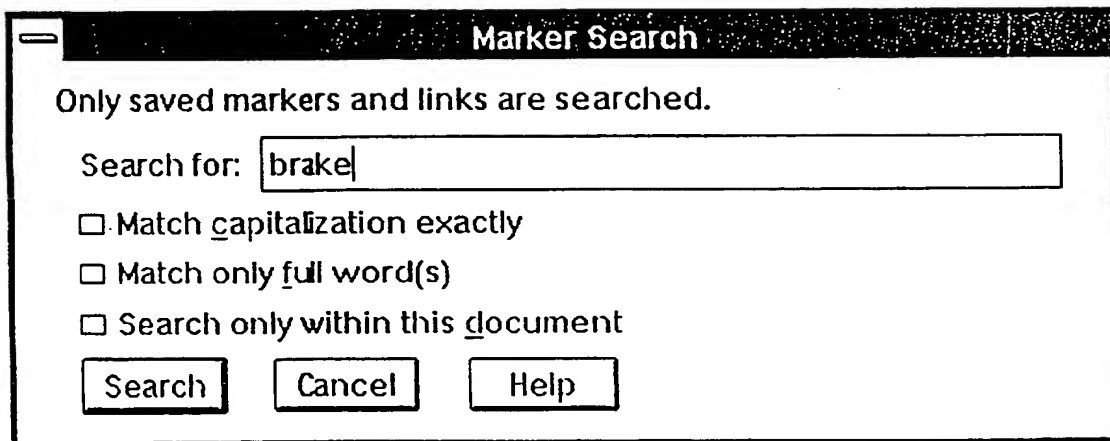 Marker Search
Only saved markers and links are searched.
Search for: brake
Match capitalization exactly
Match only full word(s)
Search only within this document
Search Cancel Help